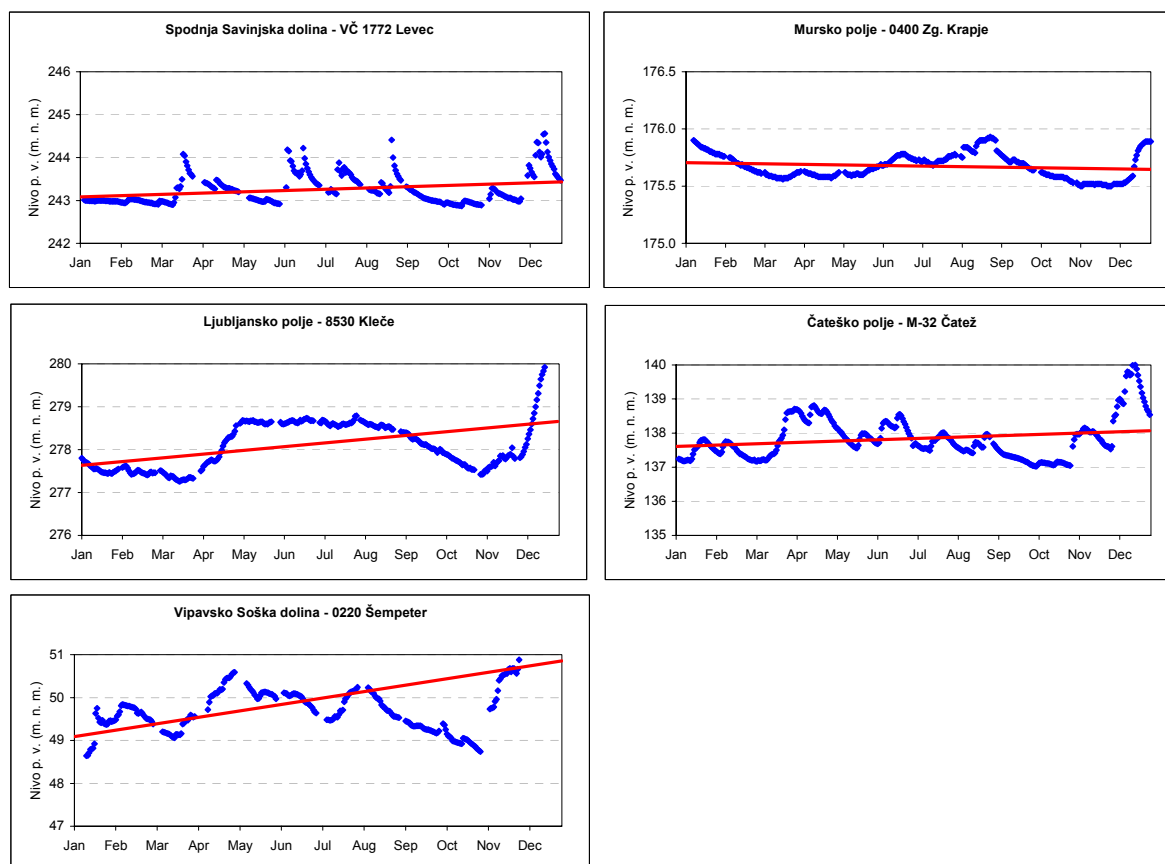 Spodnja Savinjska dolina - VČ 1772 Levec
Nivo p. v. (m. n. m.)
246
245
244
243
242
Jan Feb Mar Apr May Jun Jul Aug Sep Oct Nov Dec
Mursko polje - 0400 Zg. Krapje
Nivo p. v. (m. n. m.)
176.5
176.0
175.5
175.0
Jan Feb Mar Apr May Jun Jul Aug Sep Oct Nov Dec
Ljubljansko polje - 8530 Kleče
Nivo p. v. (m. n. m.)
280
279
278
277
276
Jan Feb Mar Apr May Jun Jul Aug Sep Oct Nov Dec
Čateško polje - M-32 Čatež
Nivo p. v. (m. n. m.)
140
139
138
137
136
135
Jan Feb Mar Apr May Jun Jul Aug Sep Oct Nov Dec
Vipavsko Soška dolina - 0220 Šempeter
Nivo p. v. (m. n. m.)
51
50
49
48
47
Jan Feb Mar Apr May Jun Jul Aug Sep Oct Nov Dec